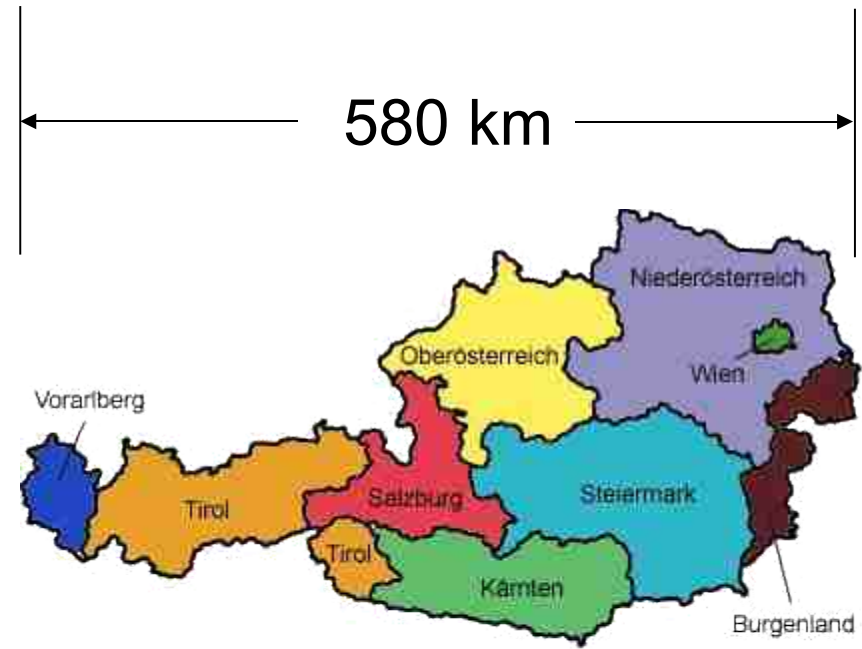 580 km
Niederösterreich
Oberösterreich
Wien
Vorarlberg
Salzburg
Steiermark
Tirol
Tirol
Kärnten
Burgenland